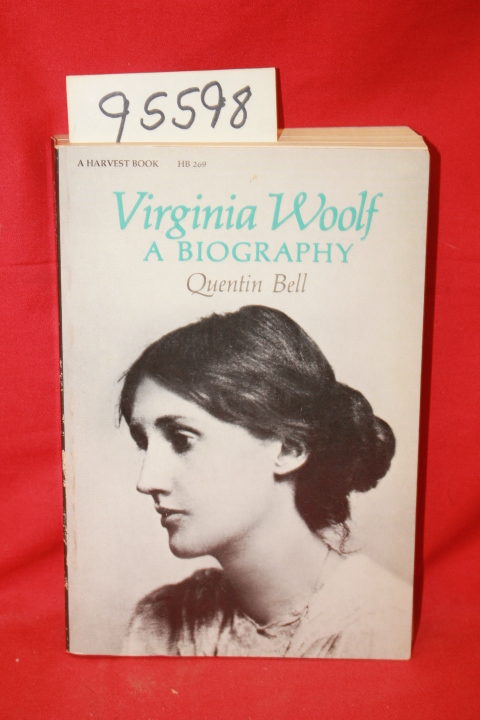 95598
A HARVEST BOOK HB 269
Virginia Woolf
A BIOGRAPHY
Quentin Bell